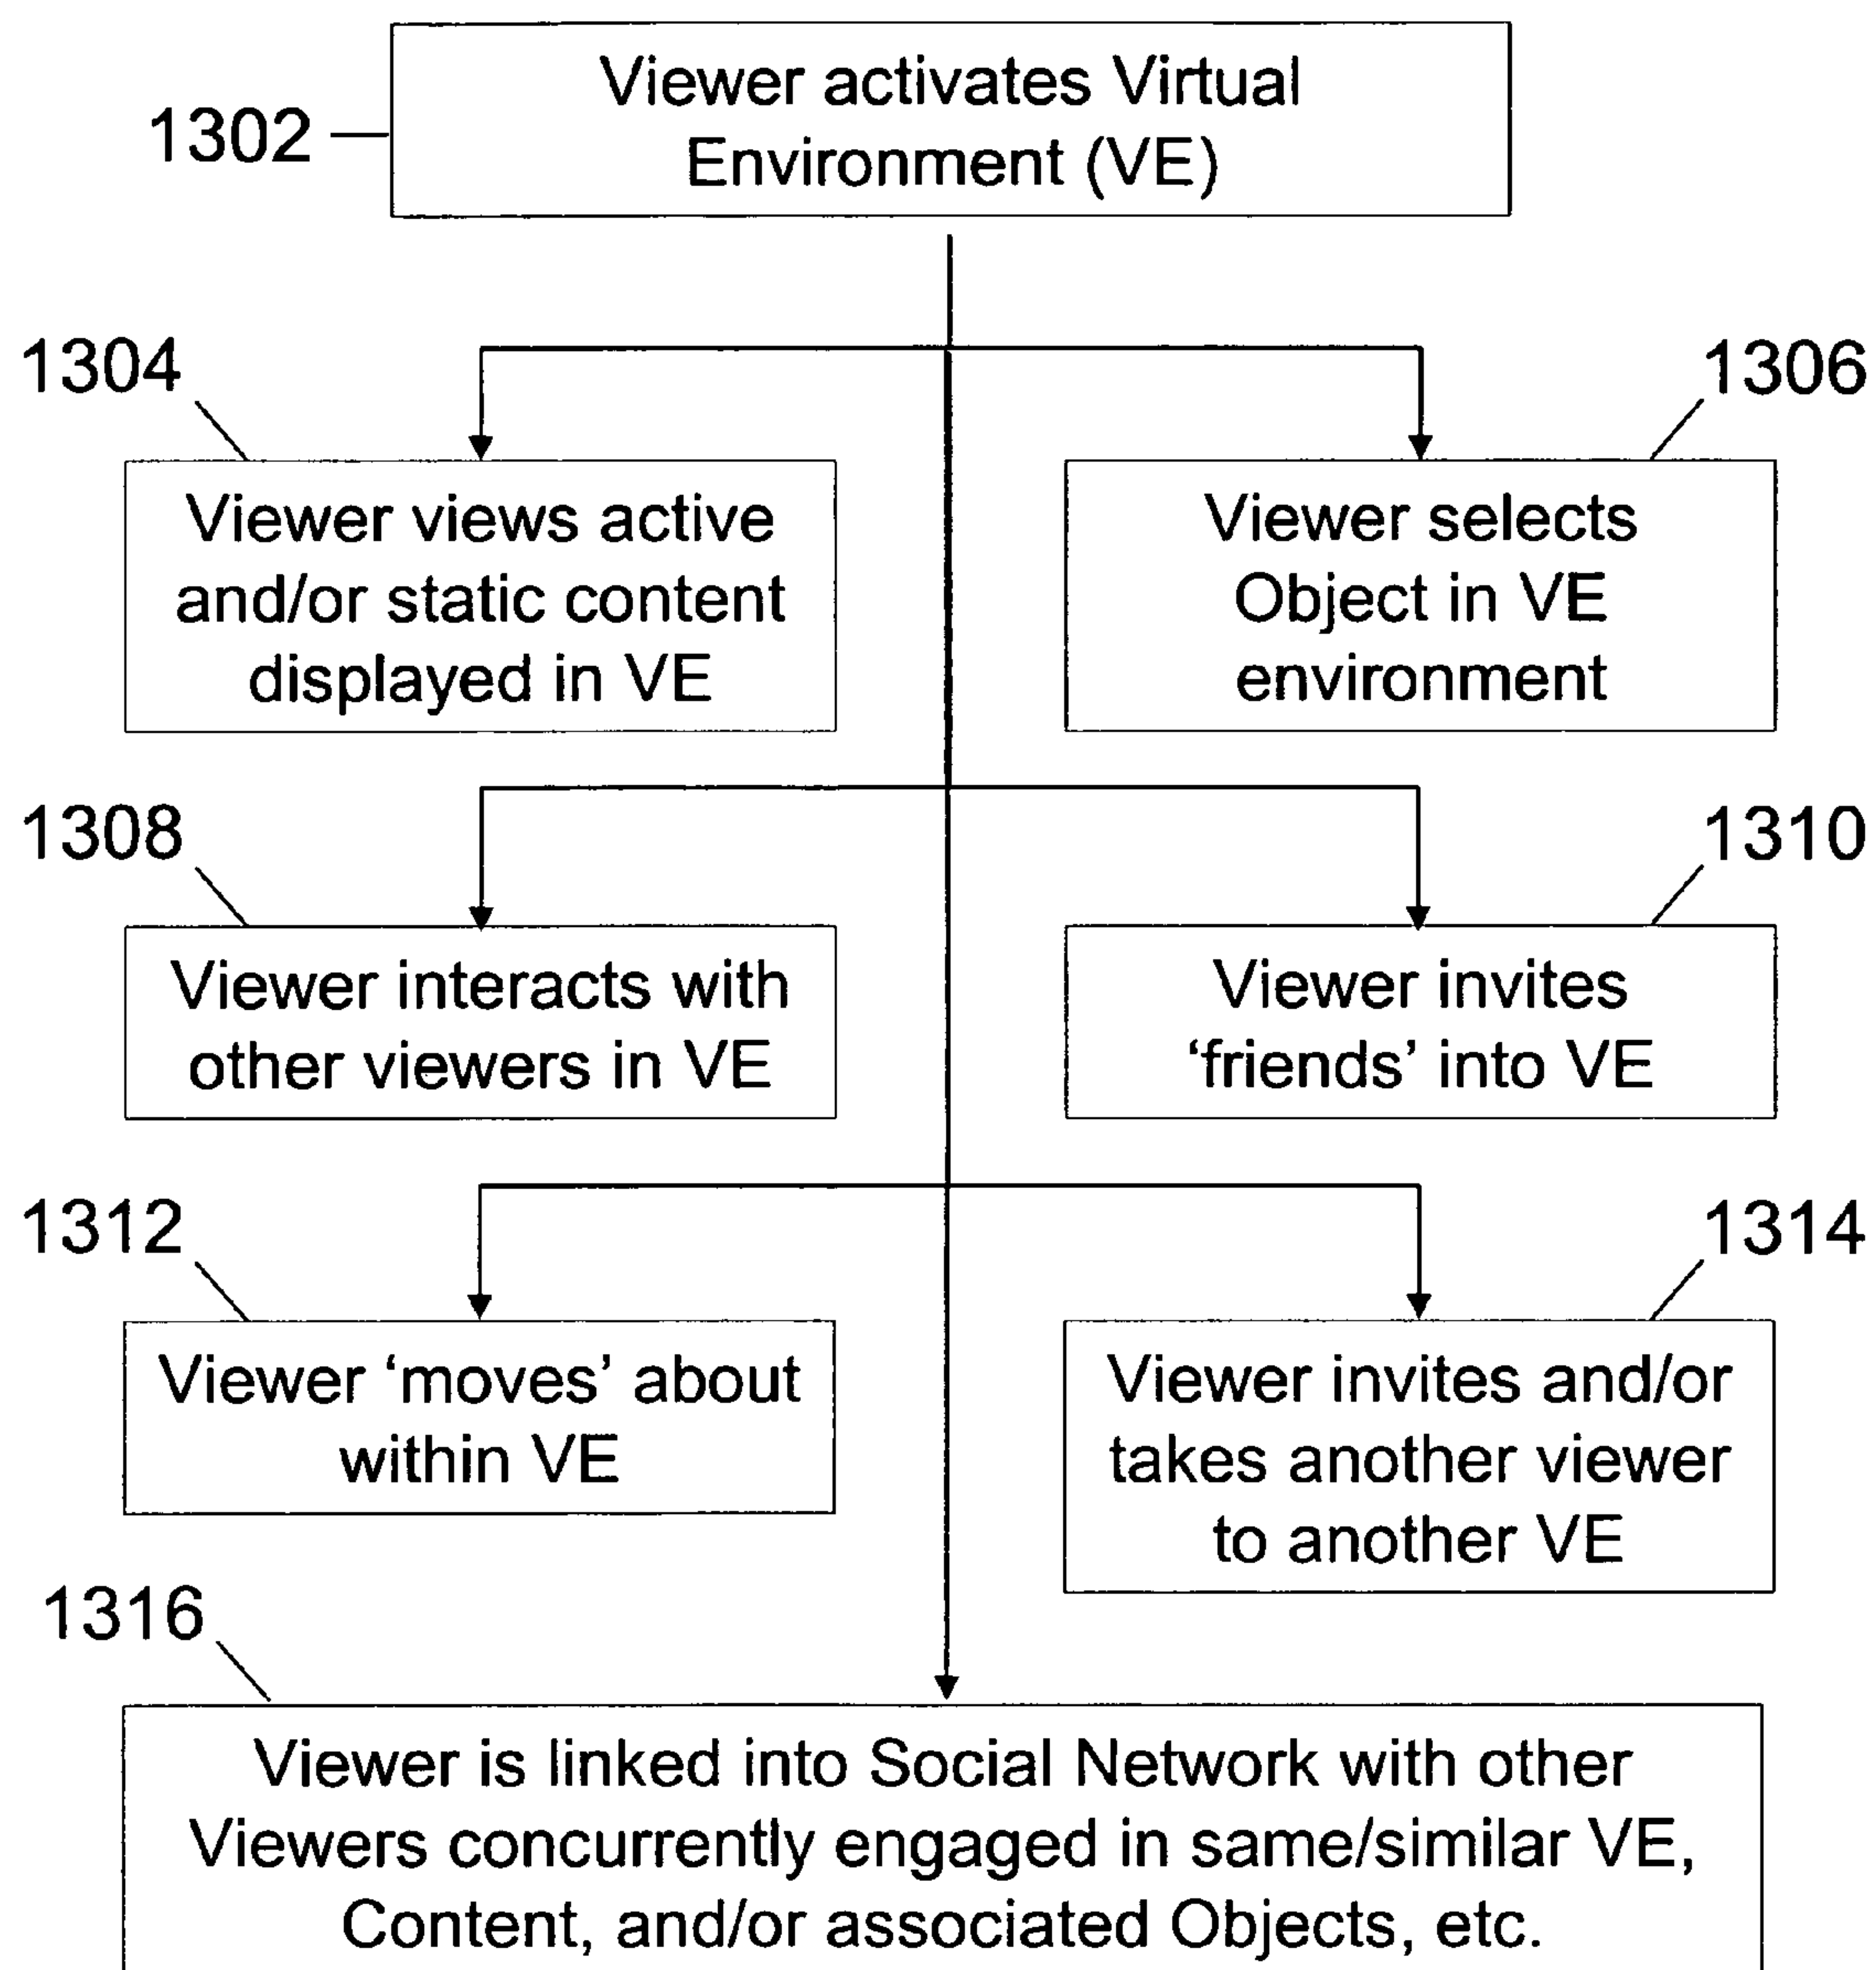 1302
Viewer activates Virtual
Environment (VE)
1304
Viewer views active
and/or static content
displayed in VE
1306
Viewer selects
Object in VE
environment
1308
Viewer interacts with
other viewers in VE
1310
Viewer invites
‘friends’ into VE
1312
Viewer ‘moves’ about
within VE
1314
Viewer invites and/or
takes another viewer
to another VE
1316
Viewer is linked into Social Network with other
Viewers concurrently engaged in same/similar VE,
Content, and/or associated Objects, etc.